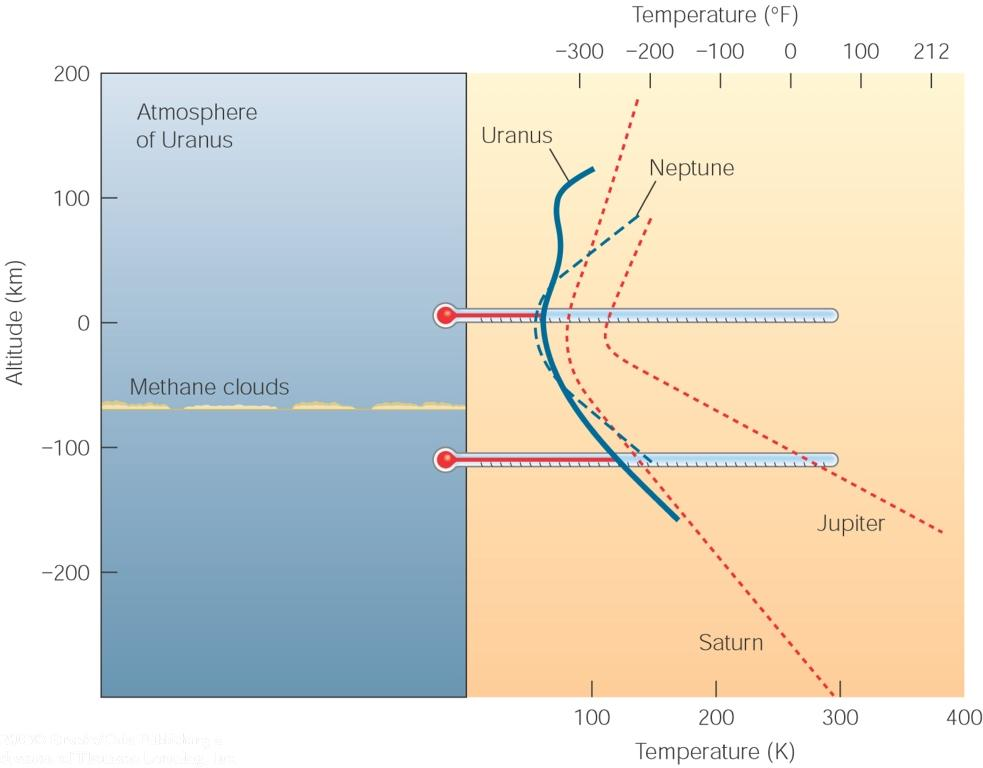 Temperature (°F)
−300 −200 −100 0 100 212
200
Atmosphere
of Uranus
Uranus
Neptune
100
Altitude (km)
0
Methane clouds
−100
Jupiter
−200
Saturn
100 200 300 400
Temperature (K)